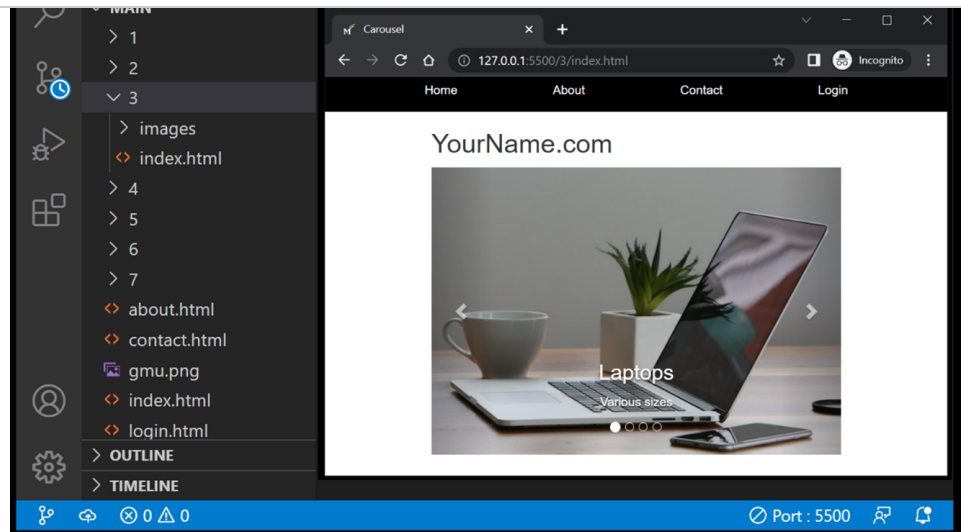 MAIN
1
2
3
images
index.html
4
5
6
7
about.html
contact.html
gmu.png
index.html
login.html
OUTLINE
TIMELINE
0 0
Port : 5500
Carousel
127.0.0.1:5500/3/index.html
Incognito
Home About Contact Login
YourName.com
Laptops
Various sizes